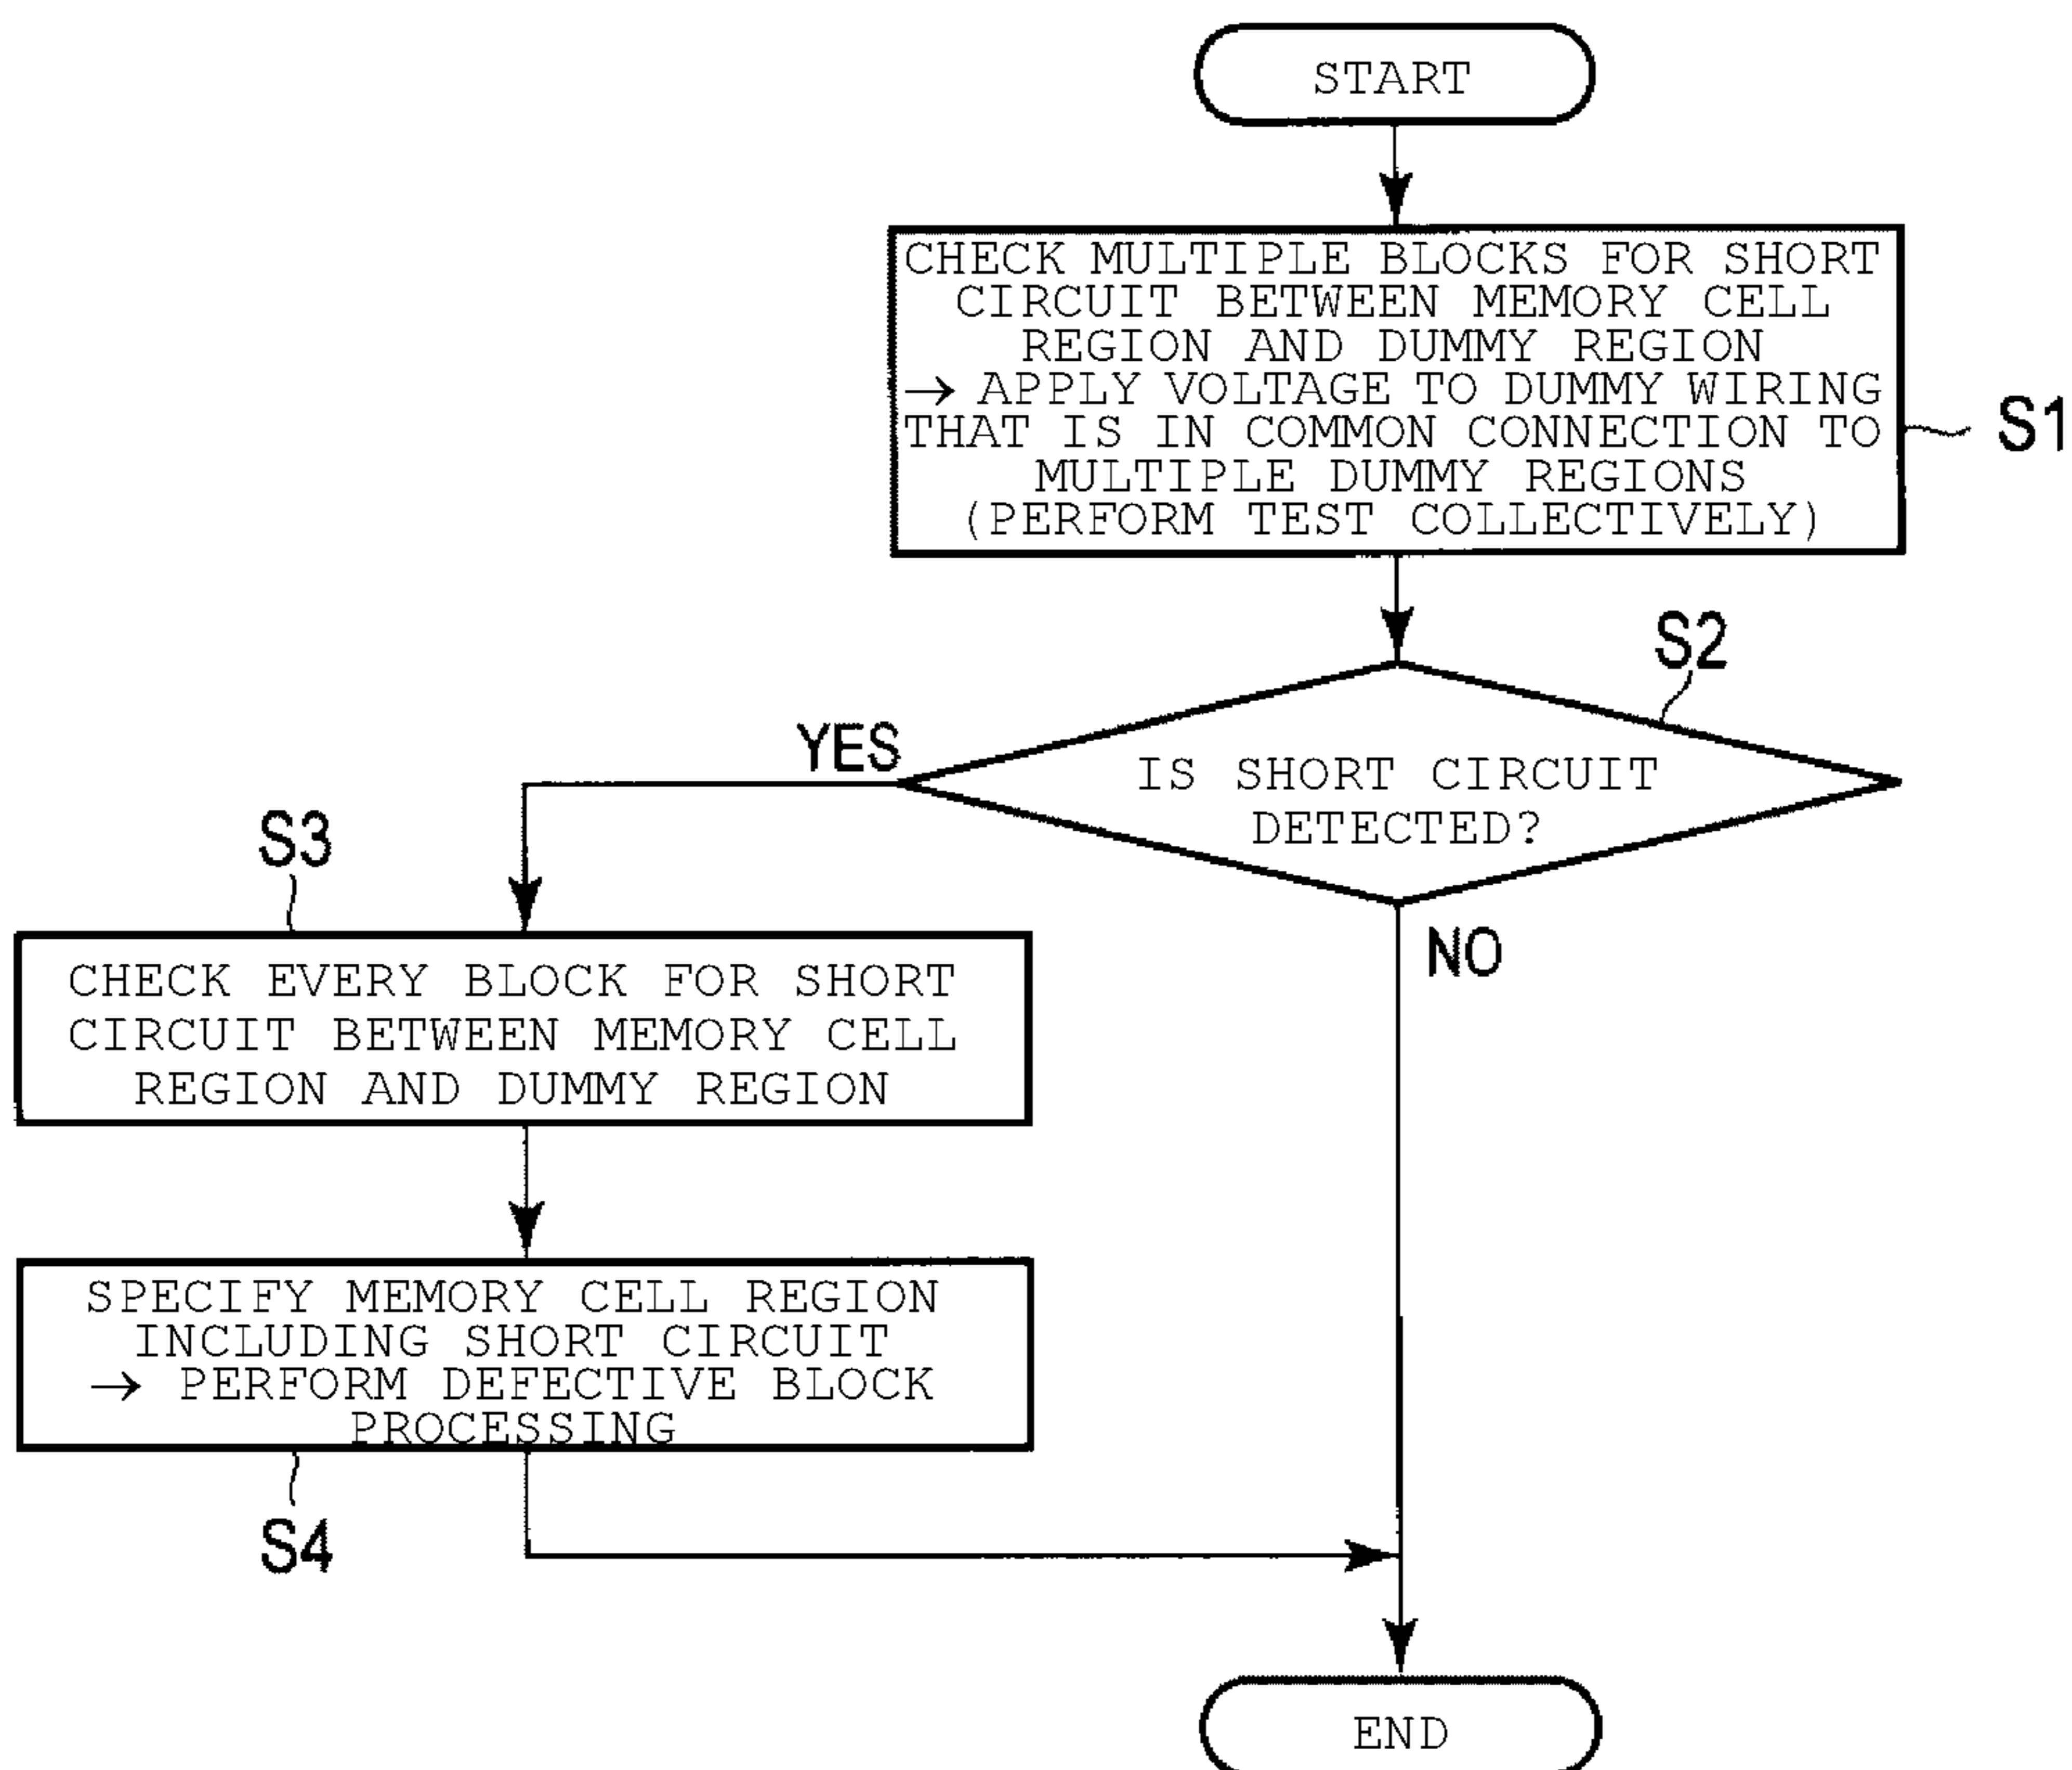 START
CHECK MULTIPLE BLOCKS FOR SHORT
CIRCUIT BETWEEN MEMORY CELL
REGION AND DUMMY REGION
→ APPLY VOLTAGE TO DUMMY WIRING
THAT IS IN COMMON CONNECTION TO
MULTIPLE DUMMY REGIONS
(PERFORM TEST COLLECTIVELY)
S1
S2
IS SHORT CIRCUIT
DETECTED?
YES
NO
S3
CHECK EVERY BLOCK FOR SHORT
CIRCUIT BETWEEN MEMORY CELL
REGION AND DUMMY REGION
SPECIFY MEMORY CELL REGION
INCLUDING SHORT CIRCUIT
→ PERFORM DEFECTIVE BLOCK
PROCESSING
S4
END